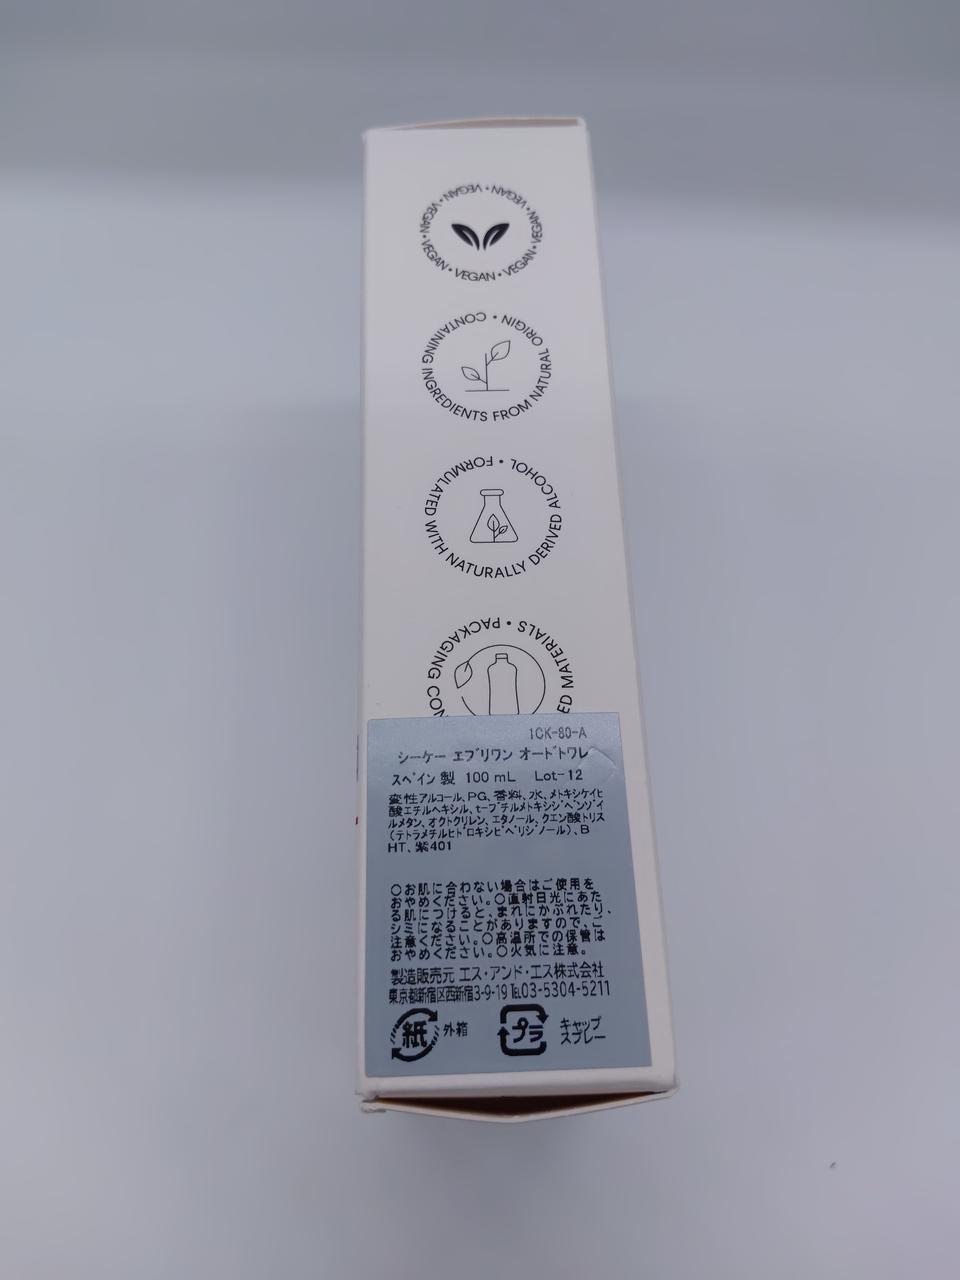 VEGAN • VEGAN • VEGAN • VEGAN • VEGAN • VEGAN • VEGAN •
CONTAINING INGREDIENTS FROM NATURAL ORIGIN •
FORMULATED WITH NATURALLY DERIVED ALCOHOL •
PACKAGING CON ED MATERIALS •
1CK-80-A
シーケー エブリワン オードトワレ
スペイン 製 100 mL Lot-12
変性アルコール、PG、香料、水、メトキシケイヒ
酸エチルヘキシル、t-ブチルメトキシジベンゾイ
ルメタン、オクトクリレン、エタノール、クエン酸トリス
(テトラメチルヒドロキシピペリジノール)、B
HT、紫401
○お肌に合わない場合はご使用を
おやめください。○直射日光にあた
る肌につけると、まれにかぶれたり、
シミになることがありますので、ご
注意ください。○高温所での保管は
おやめください。○火気に注意。
製造販売元 エス・アンド・エス株式会社
東京都新宿区西新宿3-9-19 ℡03-5304-5211
紙 外箱 プラ キャップ
スプレー